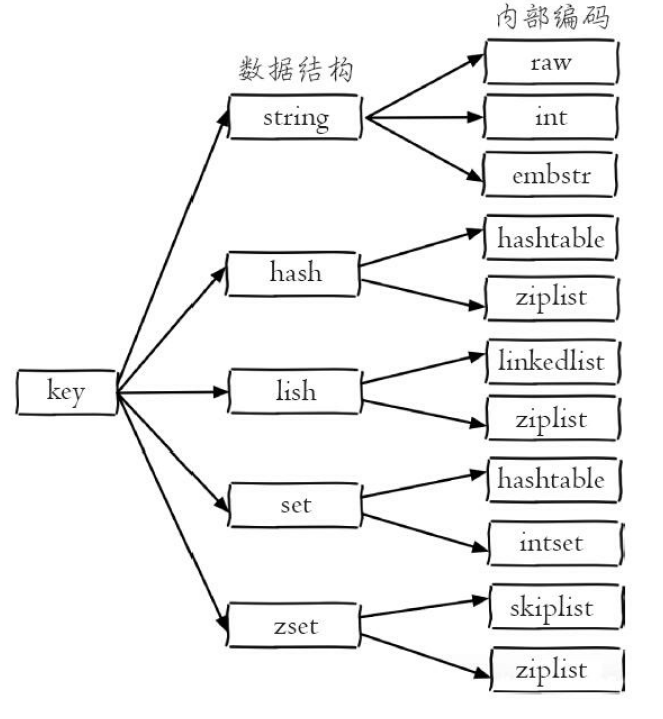 内部编码
数据结构
raw
string
int
embstr
hashtable
hash
ziplist
linkedlist
key
lish
ziplist
hashtable
set
intset
skiplist
zset
ziplist